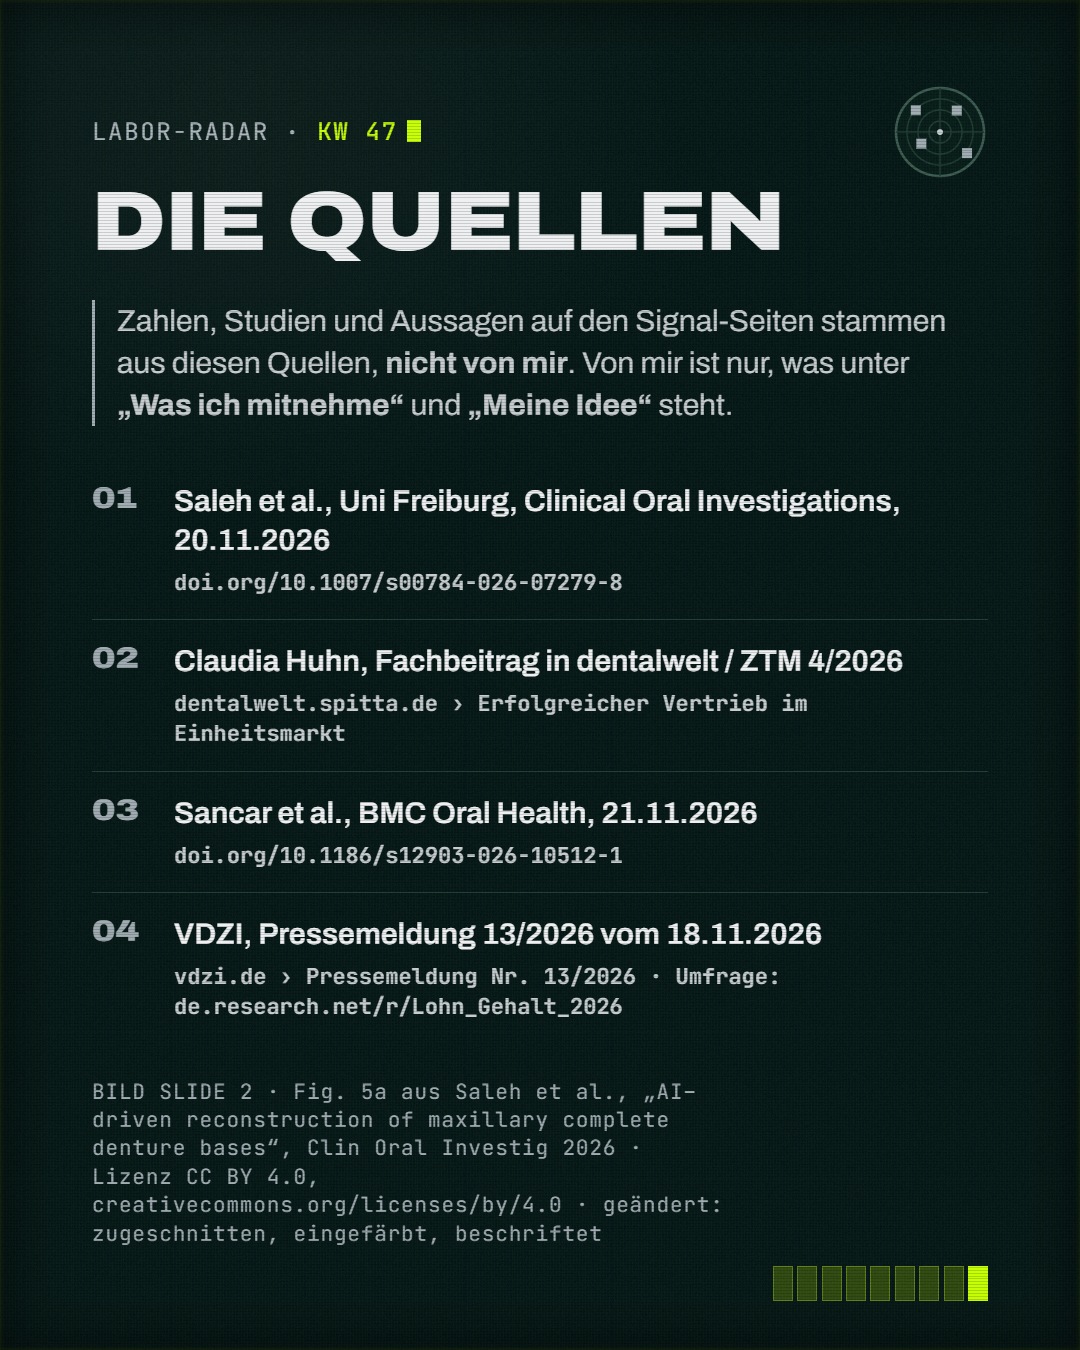 LABOR-RADAR · KW 47
DIE QUELLEN
Zahlen, Studien und Aussagen auf den Signal-Seiten stammen
aus diesen Quellen, nicht von mir. Von mir ist nur, was unter
„Was ich mitnehme“ und „Meine Idee“ steht.
01
Saleh et al., Uni Freiburg, Clinical Oral Investigations,
20.11.2026
doi.org/10.1007/s00784-026-07279-8
02
Claudia Huhn, Fachbeitrag in dentalwelt / ZTM 4/2026
dentalwelt.spitta.de › Erfolgreicher Vertrieb im
Einheitsmarkt
03
Sancar et al., BMC Oral Health, 21.11.2026
doi.org/10.1186/s12903-026-10512-1
04
VDZI, Pressemeldung 13/2026 vom 18.11.2026
vdzi.de › Pressemeldung Nr. 13/2026 · Umfrage:
de.research.net/r/Lohn_Gehalt_2026
BILD SLIDE 2 · Fig. 5a aus Saleh et al., „AI-
driven reconstruction of maxillary complete
denture bases“, Clin Oral Investig 2026 ·
Lizenz CC BY 4.0,
creativecommons.org/licenses/by/4.0 · geändert:
zugeschnitten, eingefärbt, beschriftet